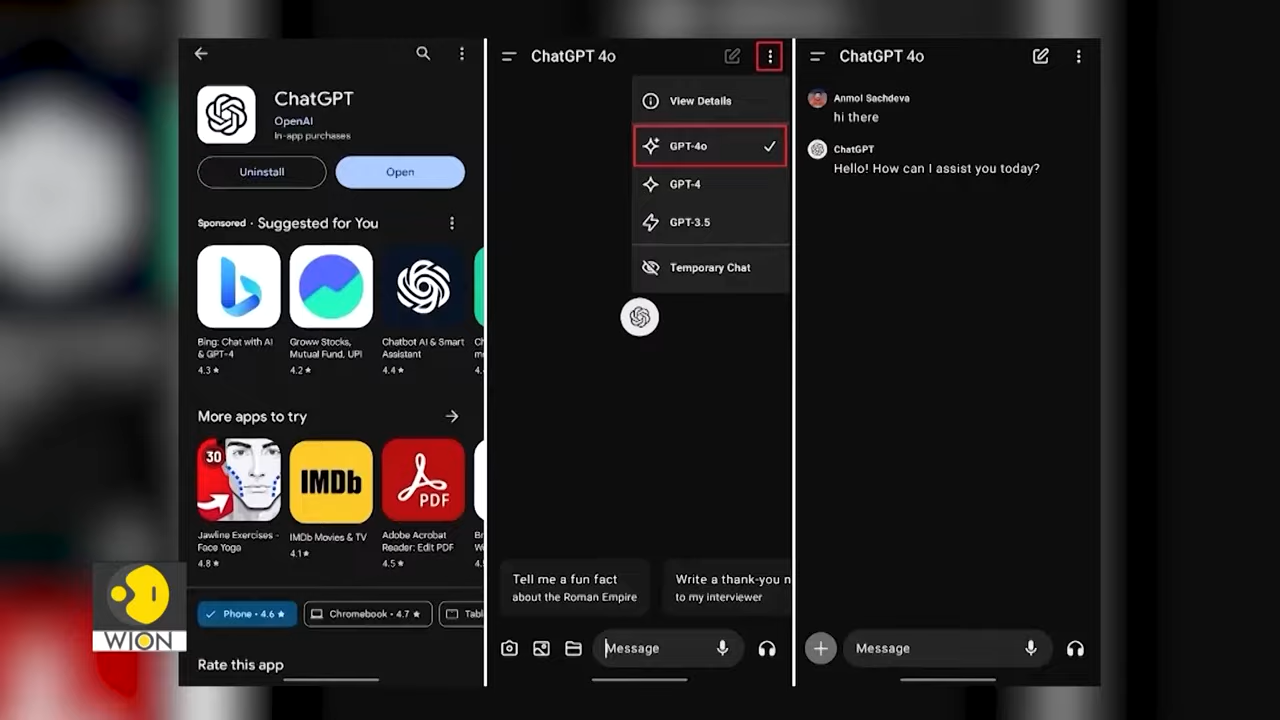 ChatGPT
OpenAI
In-app purchases
Uninstall
Open
Sponsored · Suggested for You
Bing: Chat with AI
& GPT-4
4.3 ★
Groww Stocks,
Mutual Fund, UPI
4.2 ★
Chatbot AI & Smart
Assistant
4.4 ★
More apps to try
30
IMDb
PDF
Jawline Exercises -
Face Yoga
4.8 ★
IMDb Movies & TV
4.1 ★
Adobe Acrobat
Reader: Edit PDF
4.5 ★
Phone • 4.6 ★
Chromebook • 4.7 ★
Tabl
Rate this app
WION
ChatGPT 4o
View Details
GPT-4o
GPT-4
GPT-3.5
Temporary Chat
Tell me a fun fact
about the Roman Empire
Write a thank-you n
to my interviewer
Message
ChatGPT 4o
Anmol Sachdeva
hi there
ChatGPT
Hello! How can I assist you today?
Message